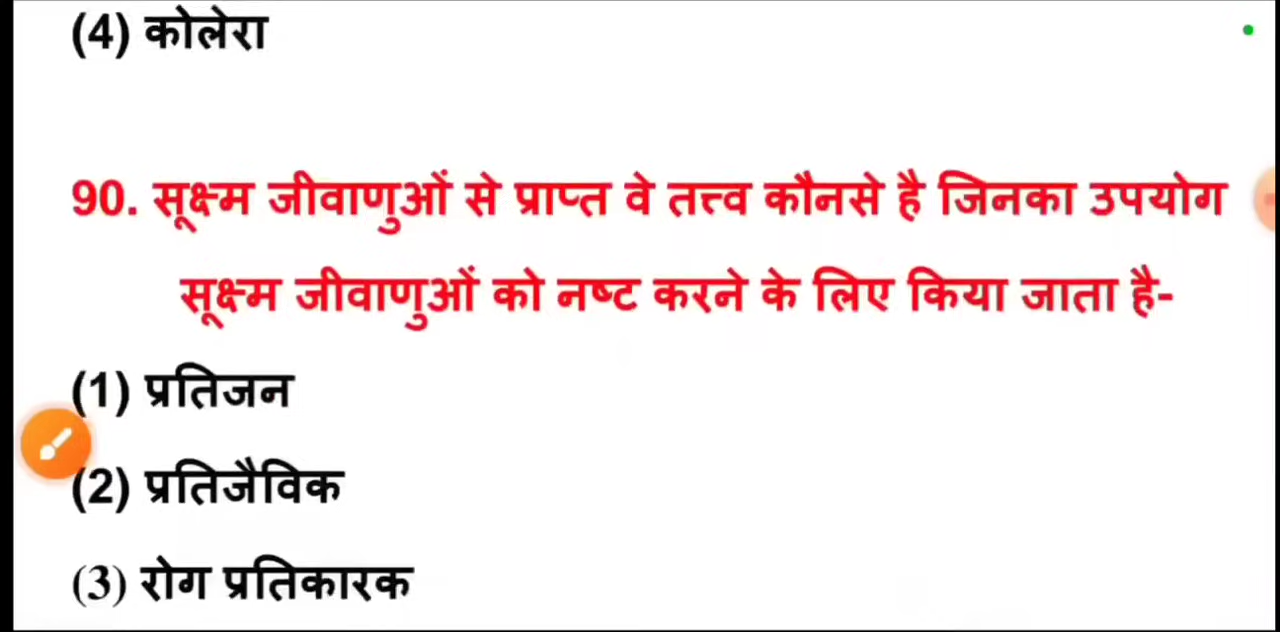 (4) कोलेरा
90. सूक्ष्म जीवाणुओं से प्राप्त वे तत्त्व कौनसे है जिनका उपयोग
सूक्ष्म जीवाणुओं को नष्ट करने के लिए किया जाता है-
(1) प्रतिजन
(2) प्रतिजैविक
(3) रोग प्रतिकारक